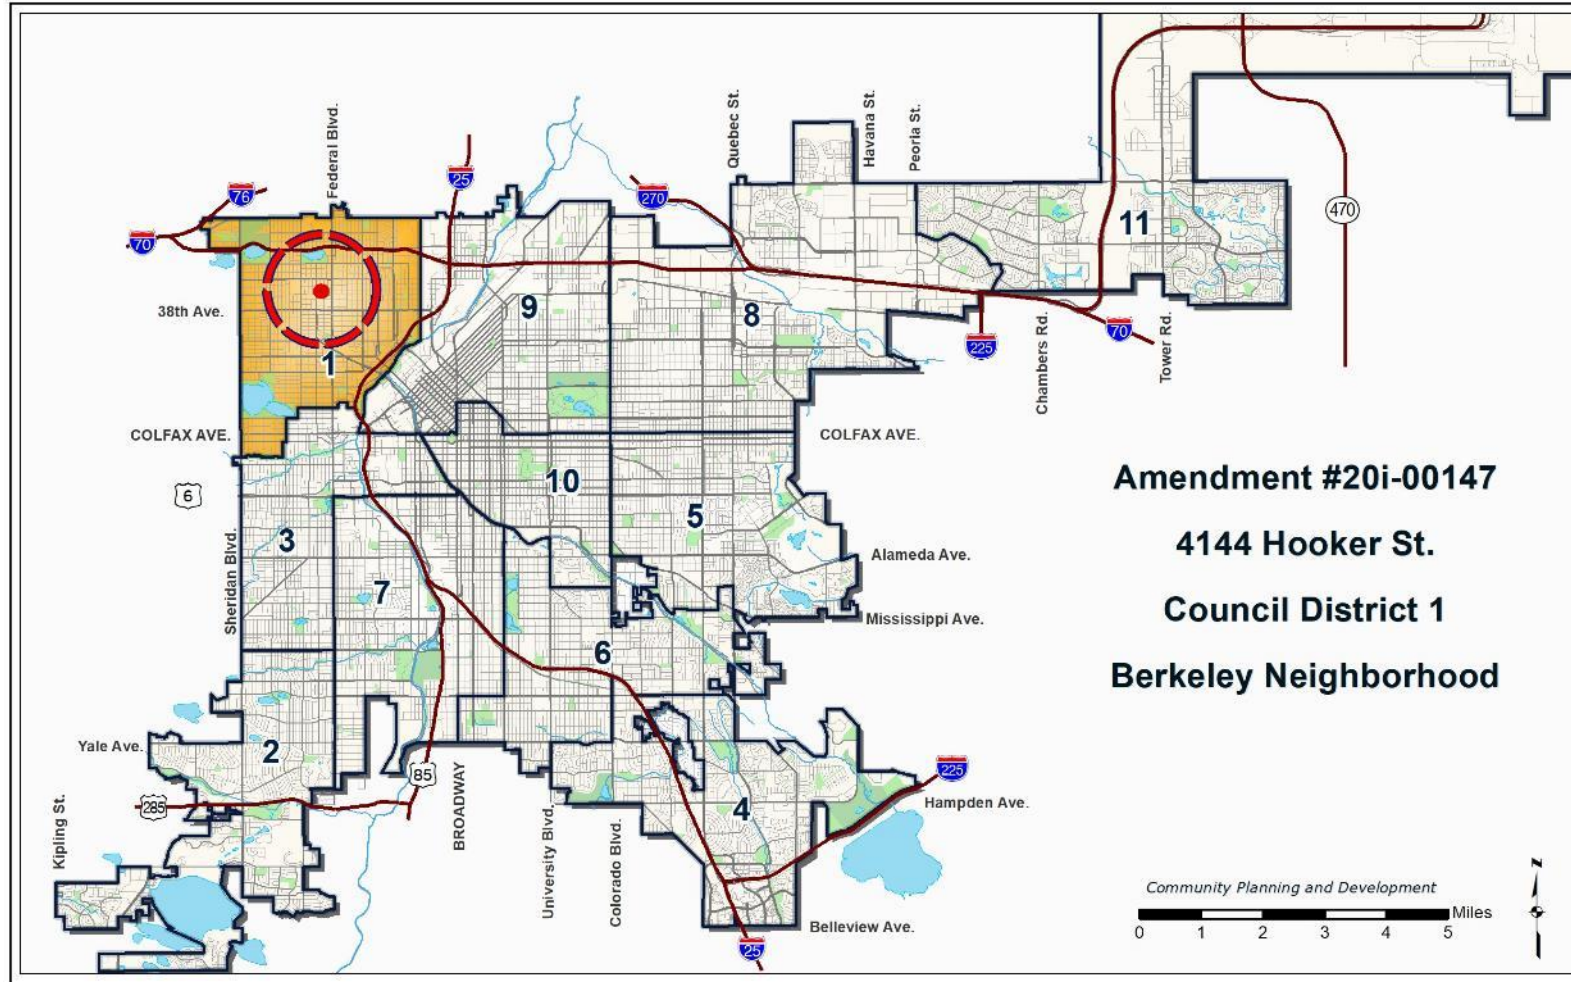 Federal Blvd.
Quebec St.
Havana St.
Peoria St.
76
25
270
70
470
11
38th Ave.
9
8
1
225
70
Chambers Rd.
Tower Rd.
COLFAX AVE.
COLFAX AVE.
6
10
5
3
Sheridan Blvd.
Alameda Ave.
7
Mississippi Ave.
6
Amendment #20i-00147
4144 Hooker St.
Council District 1
Berkeley Neighborhood
Yale Ave.
2
85
BROADWAY
225
285
Hampden Ave.
4
Kipling St.
University Blvd.
Colorado Blvd.
Belleview Ave.
25
Community Planning and Development
Miles
0 1 2 3 4 5
N